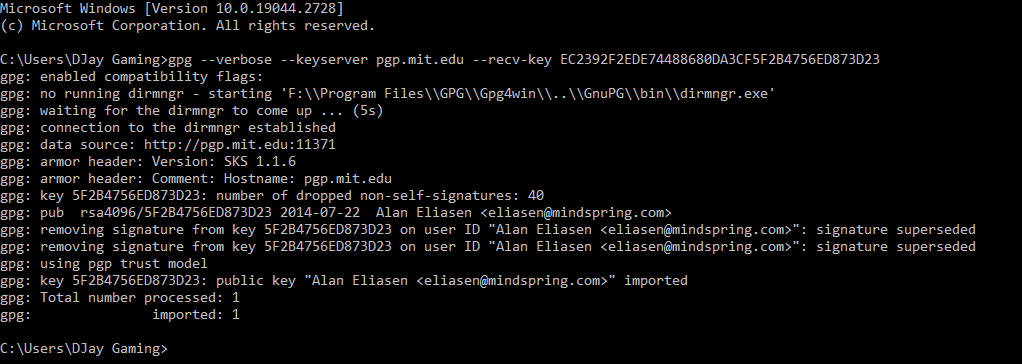 Microsoft Windows [Version 10.0.19044.2728]
(c) Microsoft Corporation. All rights reserved.
C:\Users\DJay Gaming>gpg --verbose --keyserver pgp.mit.edu --recv-key EC2392F2EDE74488680DA3CF5F2B4756ED873D23
gpg: enabled compatibility flags:
gpg: no running dirmngr - starting 'F:\\Program Files\\GPG\\Gpg4win\\..\\GnuPG\\bin\\dirmngr.exe'
gpg: waiting for the dirmngr to come up ... (5s)
gpg: connection to the dirmngr established
gpg: data source: http://pgp.mit.edu:11371
gpg: armor header: Version: SKS 1.1.6
gpg: armor header: Comment: Hostname: pgp.mit.edu
gpg: key 5F2B4756ED873D23: number of dropped non-self-signatures: 40
gpg: pub  rsa4096/5F2B4756ED873D23 2014-07-22  Alan Eliasen <eliasen@mindspring.com>
gpg: removing signature from key 5F2B4756ED873D23 on user ID "Alan Eliasen <eliasen@mindspring.com>": signature superseded
gpg: removing signature from key 5F2B4756ED873D23 on user ID "Alan Eliasen <eliasen@mindspring.com>": signature superseded
gpg: using pgp trust model
gpg: key 5F2B4756ED873D23: public key "Alan Eliasen <eliasen@mindspring.com>" imported
gpg: Total number processed: 1
gpg:               imported: 1
C:\Users\DJay Gaming>